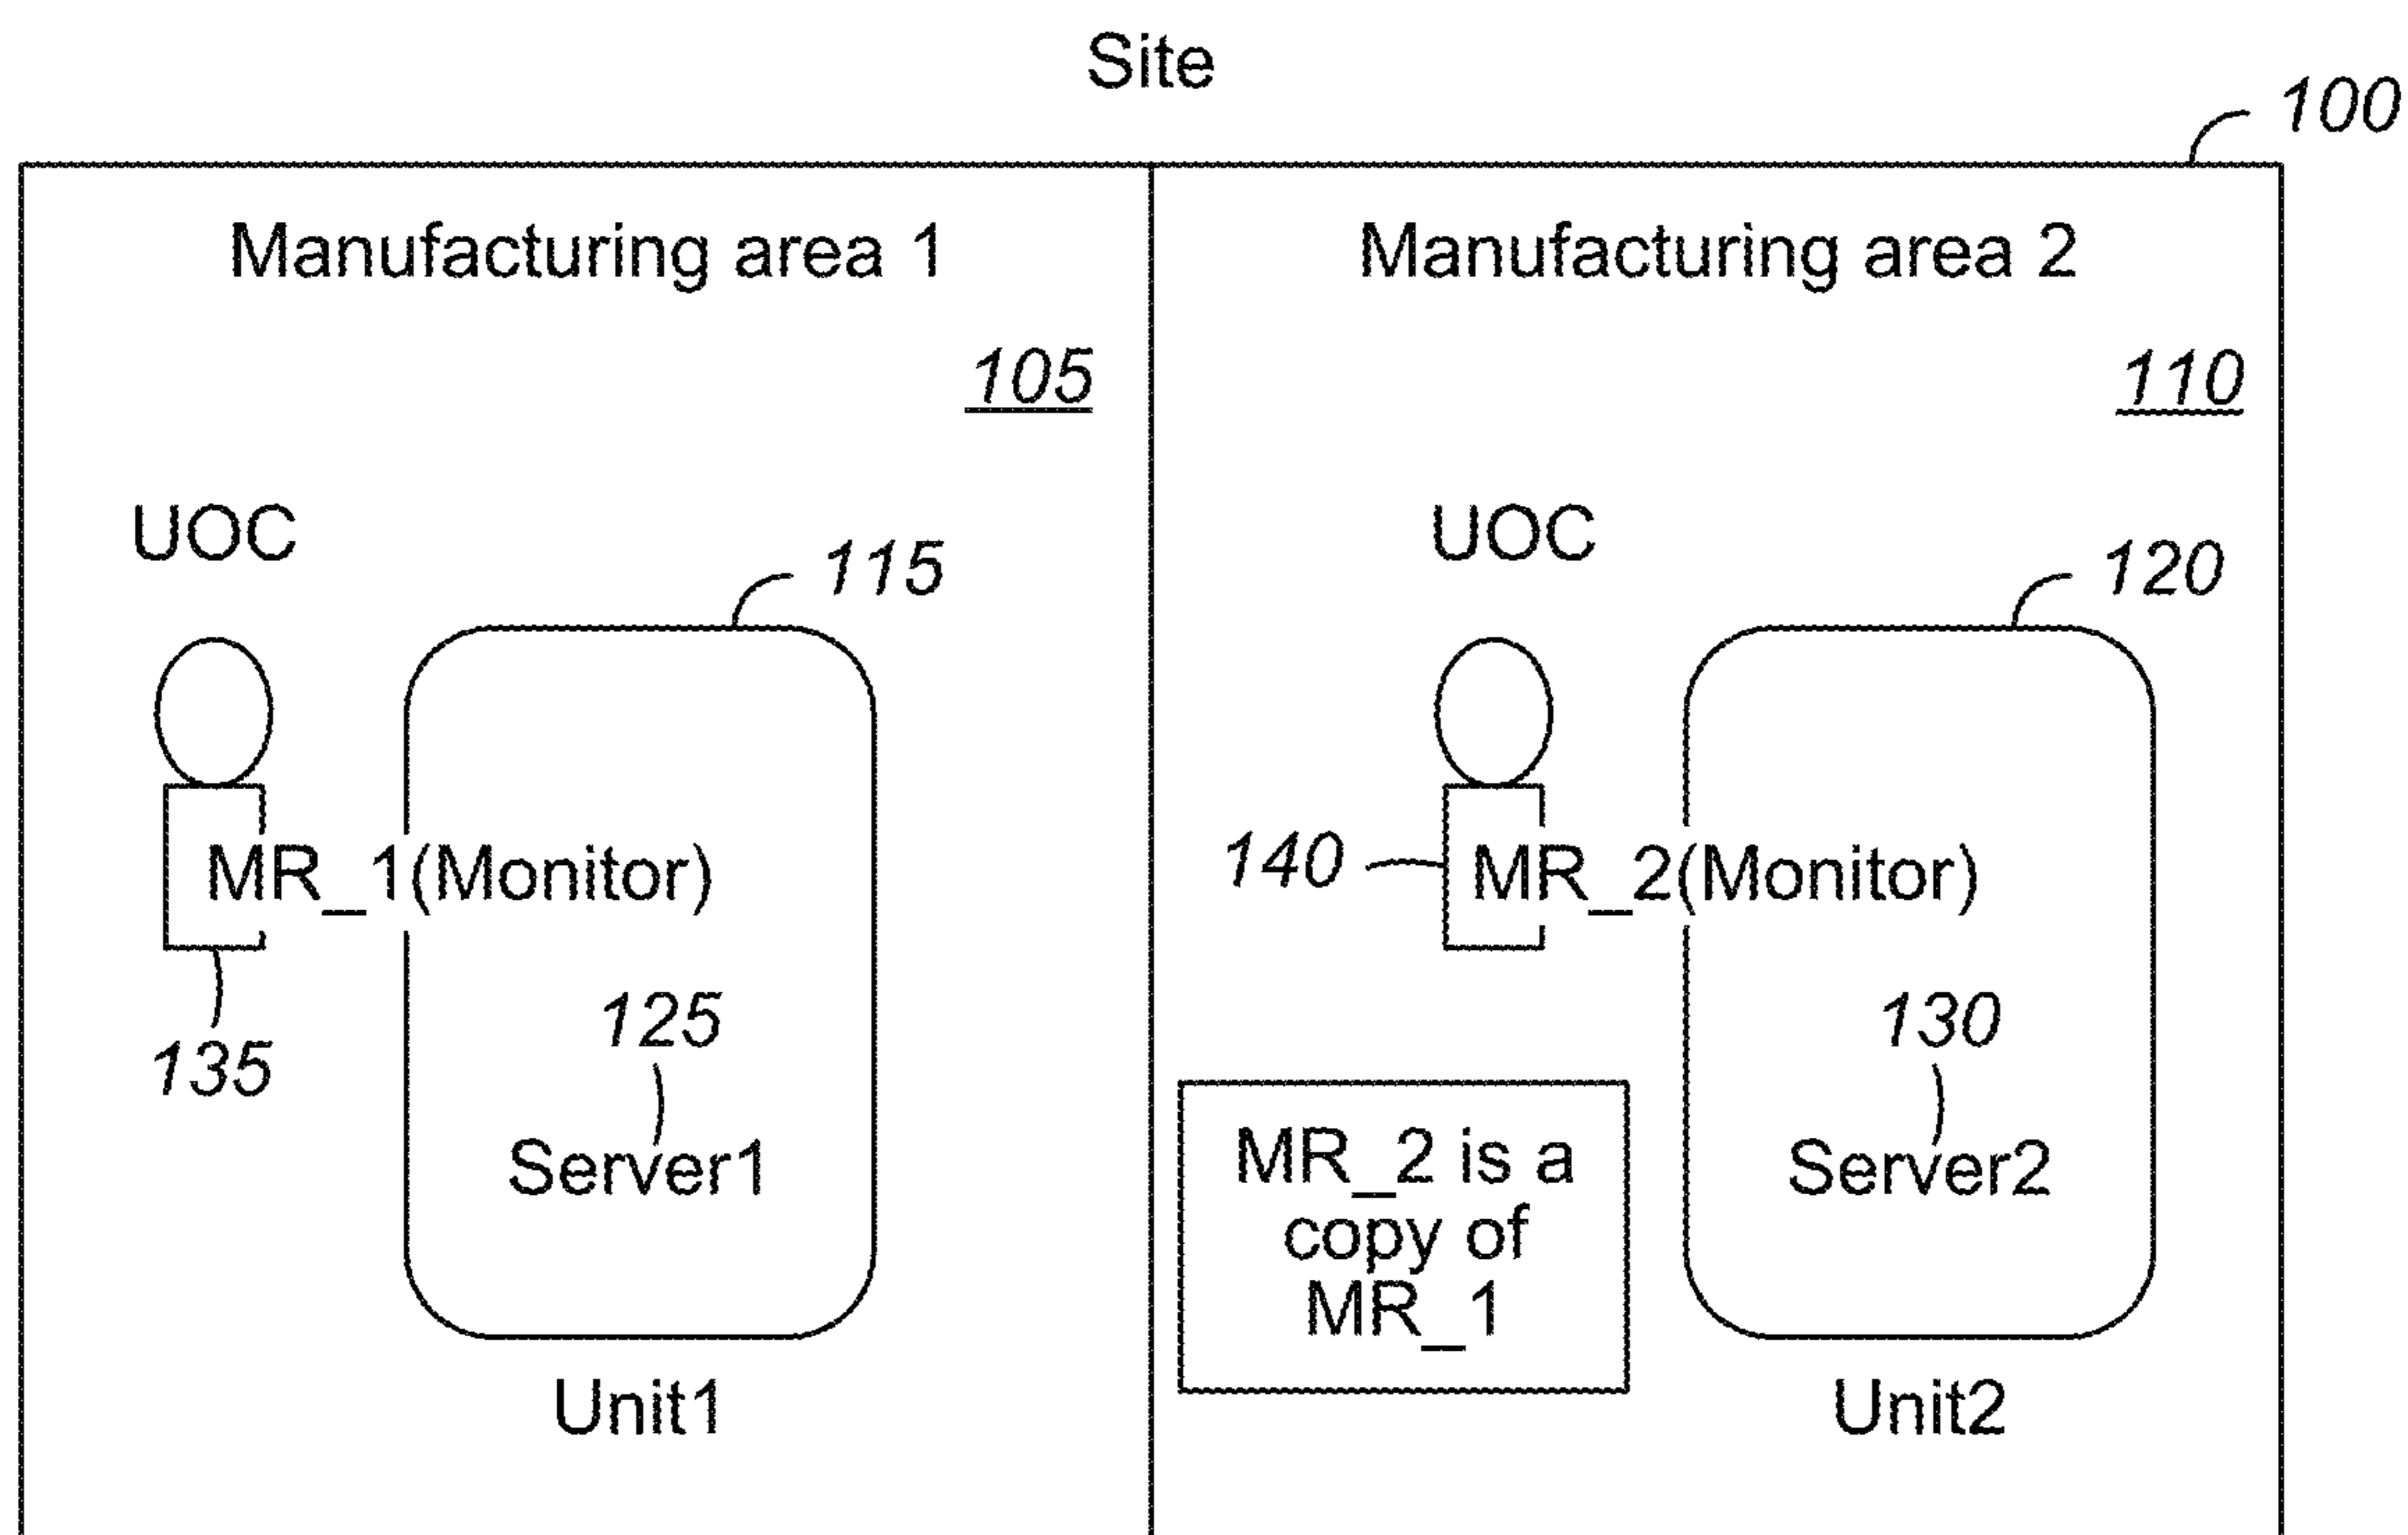 Site
100
Manufacturing area 1
105
UOC
115
MR_1(Monitor)
125
135
Server1
Unit1
Manufacturing area 2
110
UOC
120
140
MR_2(Monitor)
130
Server2
MR_2 is a
copy of
MR_1
Unit2